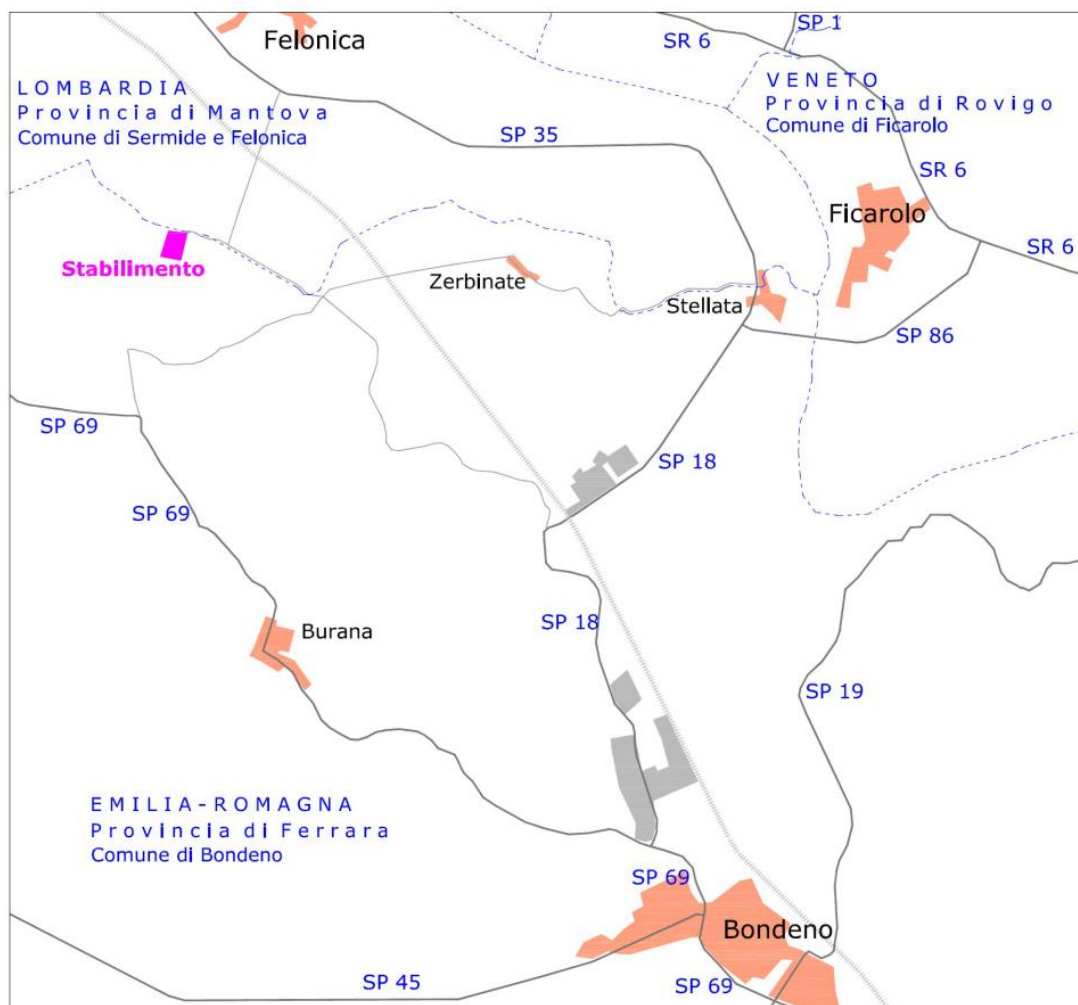 SP 1
Felonica
SR 6
LOMBARDIA
Provincia di Mantova
Comune di Sermide e Felonica
VENETO
Provincia di Rovigo
Comune di Ficarolo
SP 35
SR 6
Ficarolo
SR 6
Stabilimento
Zerbinate
Stellata
SP 86
SP 69
SP 18
SP 69
Burana
SP 18
SP 19
EMILIA-ROMAGNA
Provincia di Ferrara
Comune di Bondeno
SP 69
Bondeno
SP 45
SP 69